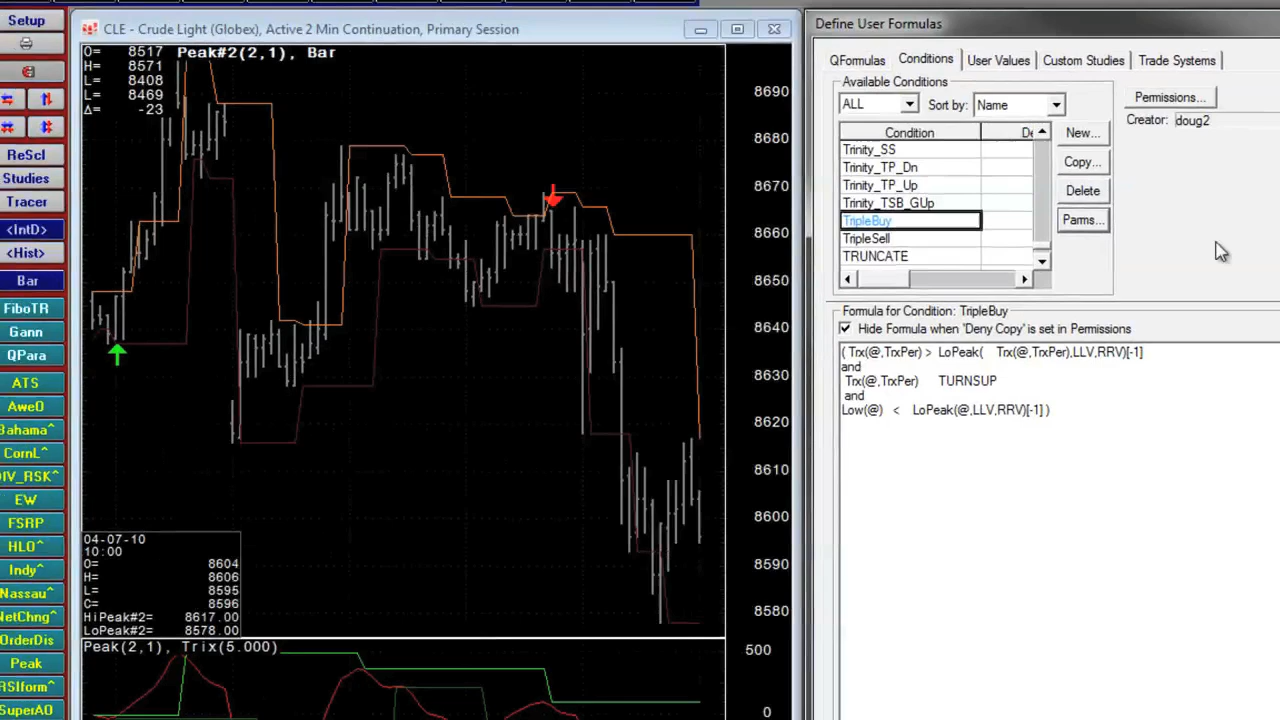 Setup
ReScl
Studies
Tracer
<IntD>
<Hist>
Bar
FiboTR
Gann
QPara
ATS
AweO
Bahama^
CornL^
DIV_RSK^
EW
FSRP
HLO^
Indy^
Nassau^
NetChng^
OrderDis
Peak
RSIform^
SuperAO
CLE - Crude Light (Globex), Active 2 Min Continuation, Primary Session
O= 8517 Peak#2(2,1), Bar
H= 8571
L= 8408
L= 8469
Δ= -23
8690
8680
8670
8660
8650
8640
8630
8620
8610
8600
8590
8580
04-07-10
10:00
O= 8604
H= 8606
L= 8595
C= 8596
HiPeak#2= 8617.00
LoPeak#2= 8578.00
Peak(2,1), Trix(5.000)
500
0
Define User Formulas
QFormulas Conditions User Values Custom Studies Trade Systems
Available Conditions
ALL Sort by: Name
Condition De
Trinity_SS
Trinity_TP_Dn
Trinity_TP_Up
Trinity_TSB_GUp
TripleBuy
TripleSell
TRUNCATE
New...
Copy...
Delete
Parms...
Permissions...
Creator: doug2
Formula for Condition: TripleBuy
Hide Formula when 'Deny Copy' is set in Permissions
( Trx(@,TrxPer) > LoPeak( Trx(@,TrxPer),LLV,RRV)[-1]
and
Trx(@,TrxPer) TURNSUP
and
Low(@) < LoPeak(@,LLV,RRV)[-1] )